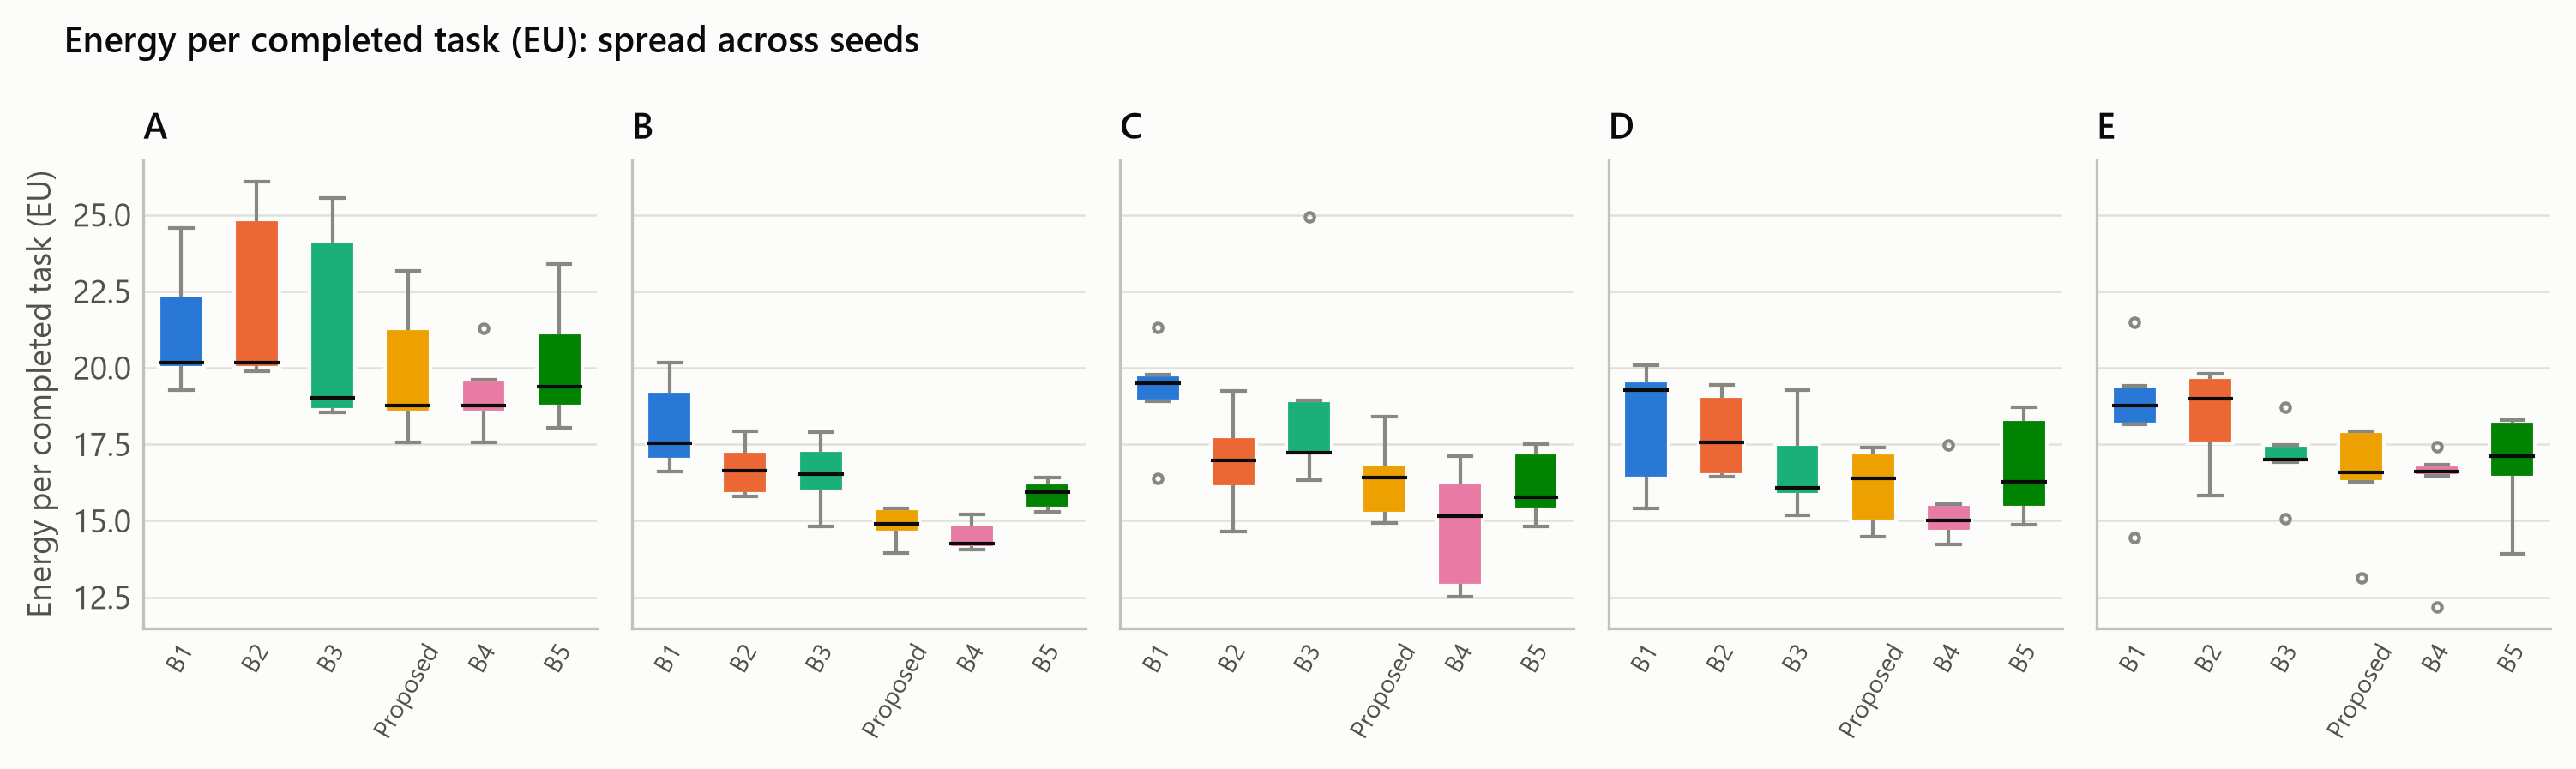 Energy per completed task (EU): spread across seeds
A
B
C
D
E
Energy per completed task (EU)
25.0
22.5
20.0
17.5
15.0
12.5
B1
B2
B3
Proposed
B4
B5
B1
B2
B3
Proposed
B4
B5
B1
B2
B3
Proposed
B4
B5
B1
B2
B3
Proposed
B4
B5
B1
B2
B3
Proposed
B4
B5